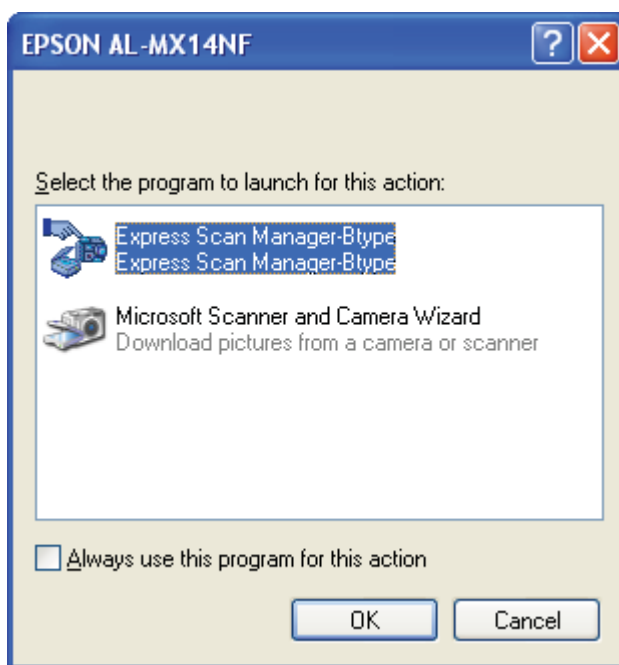 EPSON AL-MX14NF
Select the program to launch for this action:
Express Scan Manager-Btype
Express Scan Manager-Btype
Microsoft Scanner and Camera Wizard
Download pictures from a camera or scanner
Always use this program for this action
OK Cancel